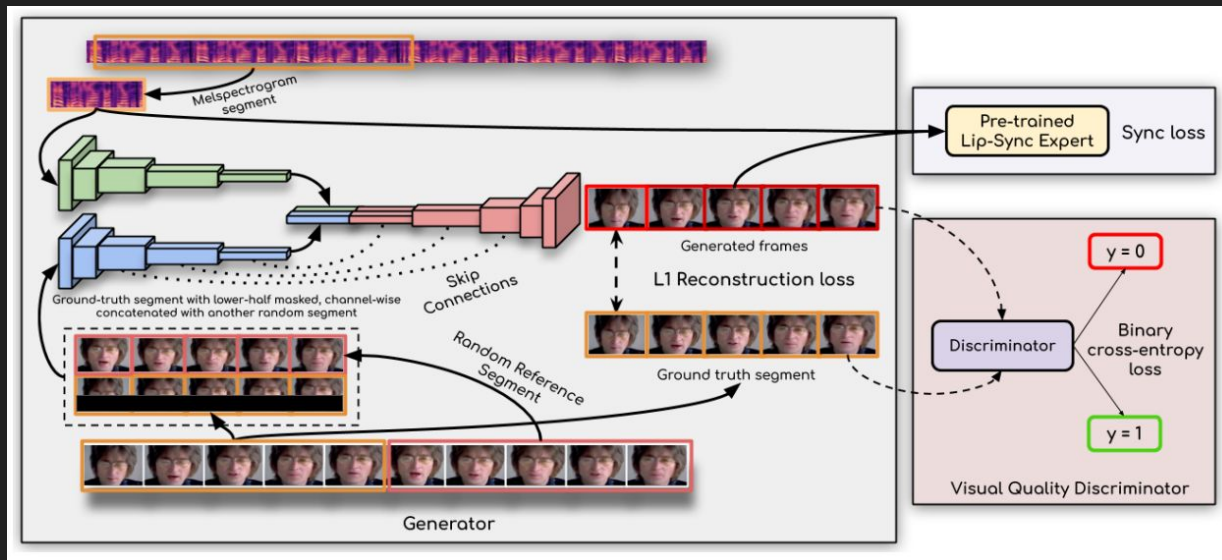 Melspectrogram
segment
Pre-trained
Lip-Sync Expert
Sync loss
Generated frames
Skip
Connections
L1 Reconstruction loss
Ground-truth segment with lower-half masked, channel-wise
concatenated with another random segment
Random Reference
Segment
Ground truth segment
y = 0
Discriminator
Binary
cross-entropy
loss
y = 1
Visual Quality Discriminator
Generator